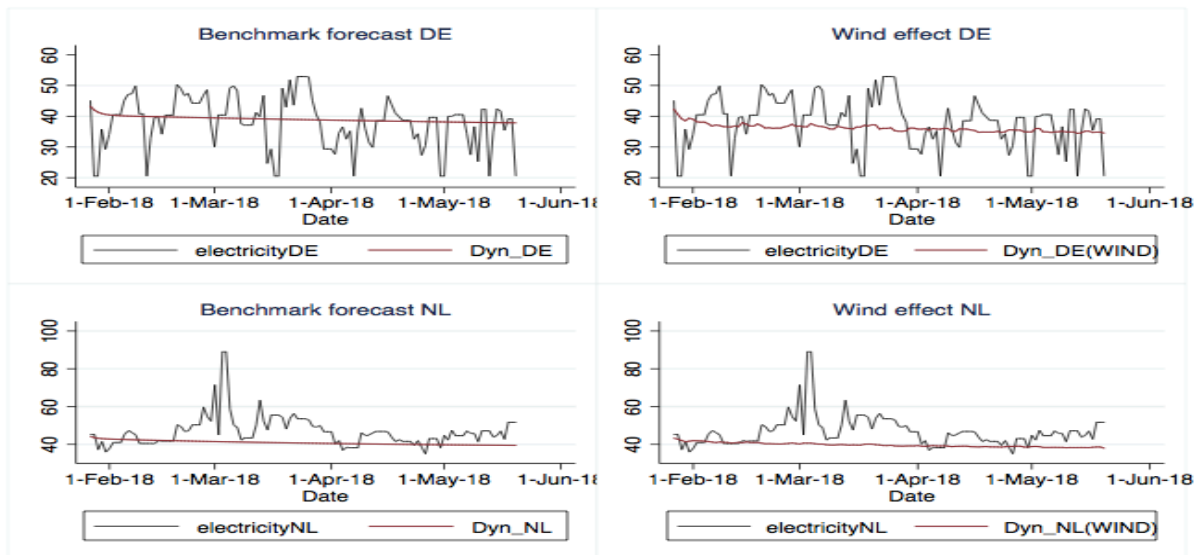 Benchmark forecast DE
60
50
40
30
20
1-Feb-18 1-Mar-18 1-Apr-18 1-May-18 1-Jun-18
Date
electricityDE Dyn_DE
Wind effect DE
60
50
40
30
20
1-Feb-18 1-Mar-18 1-Apr-18 1-May-18 1-Jun-18
Date
electricityDE Dyn_DE(WIND)
Benchmark forecast NL
100
80
60
40
1-Feb-18 1-Mar-18 1-Apr-18 1-May-18 1-Jun-18
Date
electricityNL Dyn_NL
Wind effect NL
100
80
60
40
1-Feb-18 1-Mar-18 1-Apr-18 1-May-18 1-Jun-18
Date
electricityNL Dyn_NL(WIND)